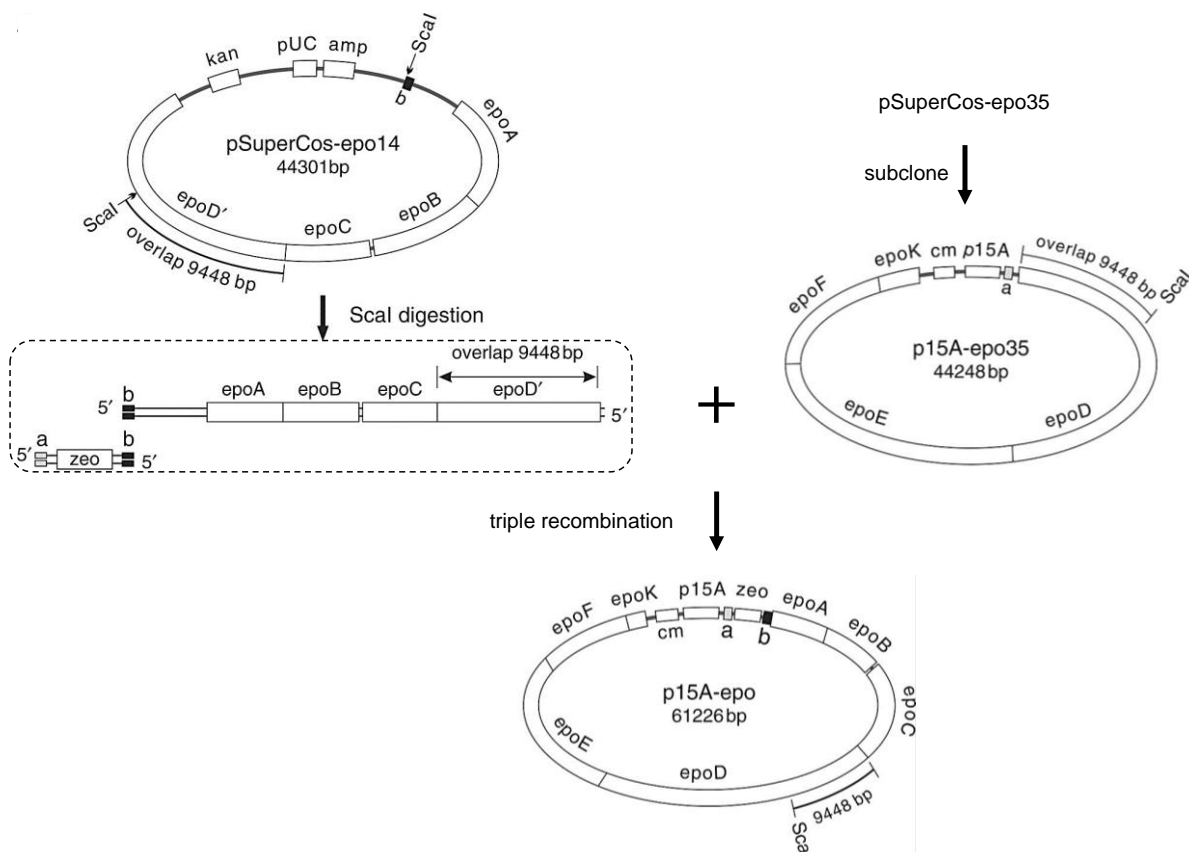 kan
pUC amp
ScaI
b
epoA
pSuperCos-epo14
44301bp
epoD'
epoC
epoB
ScaI
overlap 9448 bp
ScaI digestion
pSuperCos-epo35
subclone
epoF
epoK cm p15A
a
overlap 9448 bp
ScaI
p15A-epo35
44248bp
epoE
epoD
overlap 9448bp
b
epoA epoB epoC epoD'
5′
5′
a
b
5′
zeo
5′
+
triple recombination
epoF
epoK
p15A zeo
epoA
epoB
cm
a
b
p15A-epo
61226bp
epoC
epoE
epoD
9448 bp